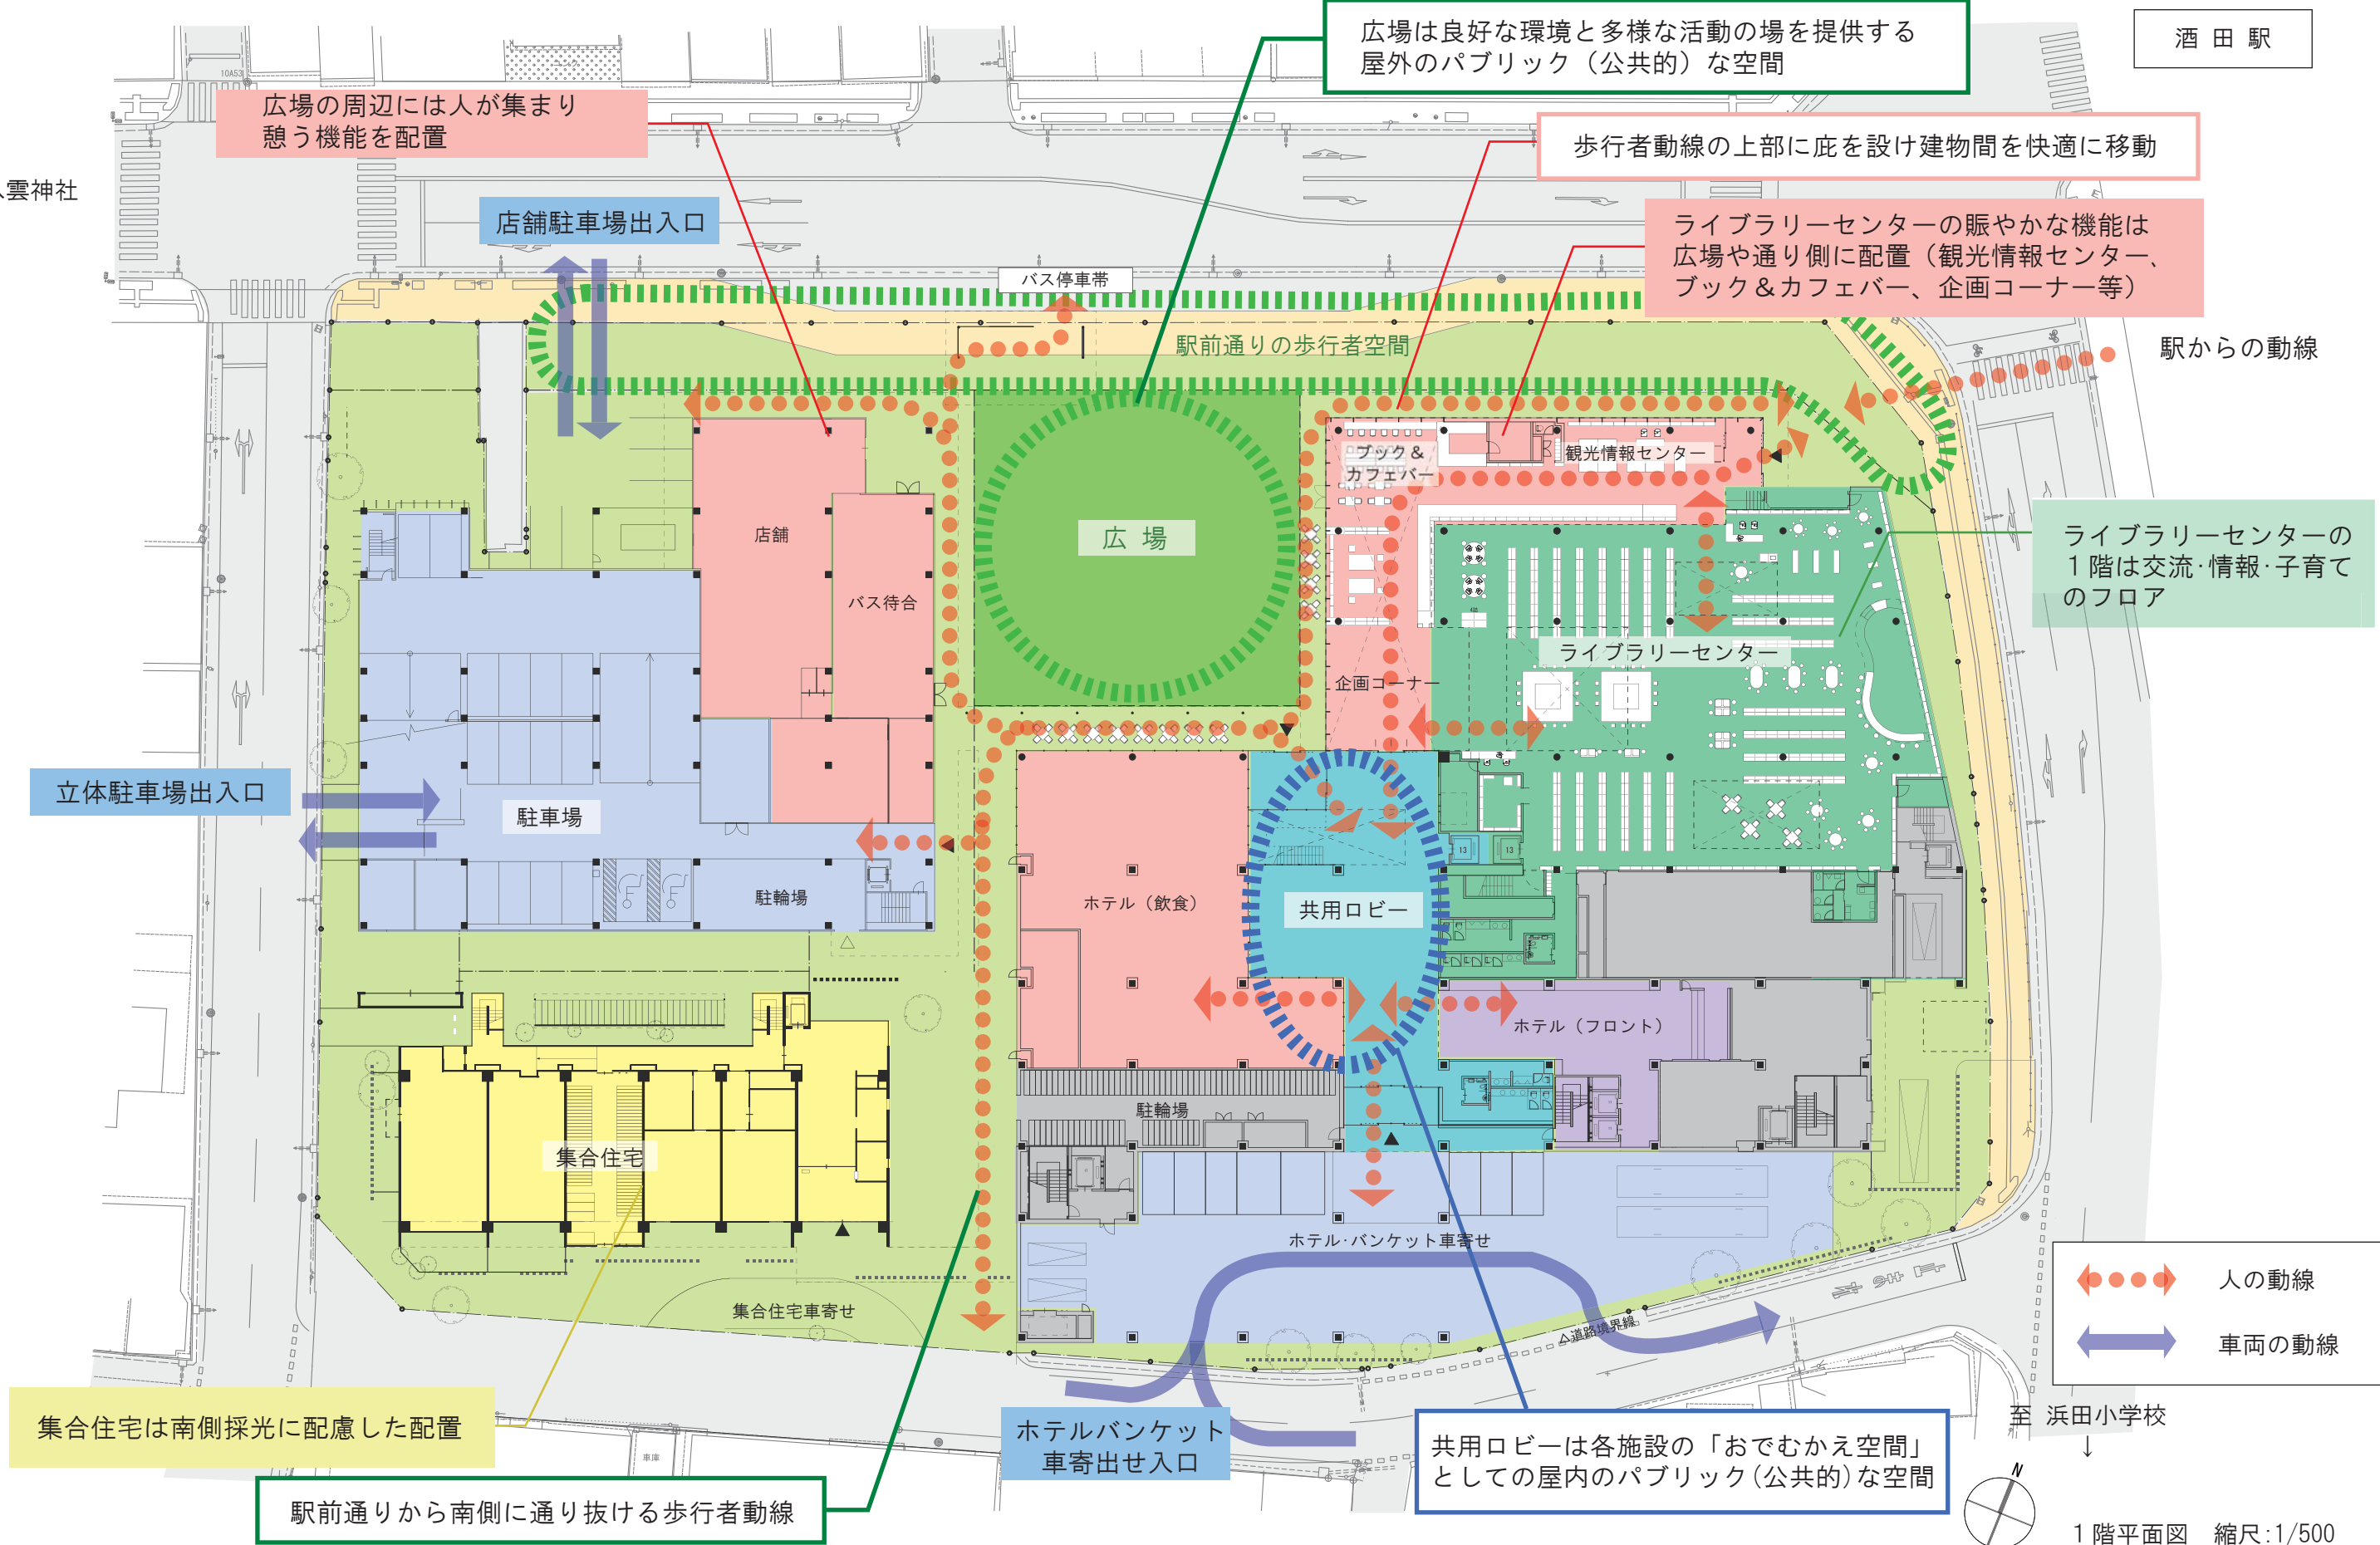 広場は良好な環境と多様な活動の場を提供する
屋外のパブリック（公共的）な空間
酒 田 駅
10A53
広場の周辺には人が集まり
憩う機能を配置
歩行者動線の上部に庇を設け建物間を快適に移動
雲神社
店舗駐車場出入口
ライブラリーセンターの賑やかな機能は
広場や通り側に配置（観光情報センター、
ブック＆カフェバー、企画コーナー等）
バス停車帯
駅前通りの歩行者空間
駅からの動線
ブック＆
カフェバー
観光情報センター
店舗
広 場
ライブラリーセンターの
１階は交流･情報･子育て
のフロア
バス待合
ライブラリーセンター
企画コーナー
立体駐車場出入口
駐車場
13
13
駐輪場
ホテル（飲食）
共用ロビー
ホテル（フロント）
駐輪場
集合住宅
ホテル･バンケット車寄せ
集合住宅車寄せ
△道路境界線
人の動線
車両の動線
集合住宅は南側採光に配慮した配置
ホテルバンケット
車寄出せ入口
共用ロビーは各施設の「おでむかえ空間」
としての屋内のパブリック(公共的)な空間
至 浜田小学校
↓
車庫
駅前通りから南側に通り抜ける歩行者動線
N
１階平面図 縮尺:1/500